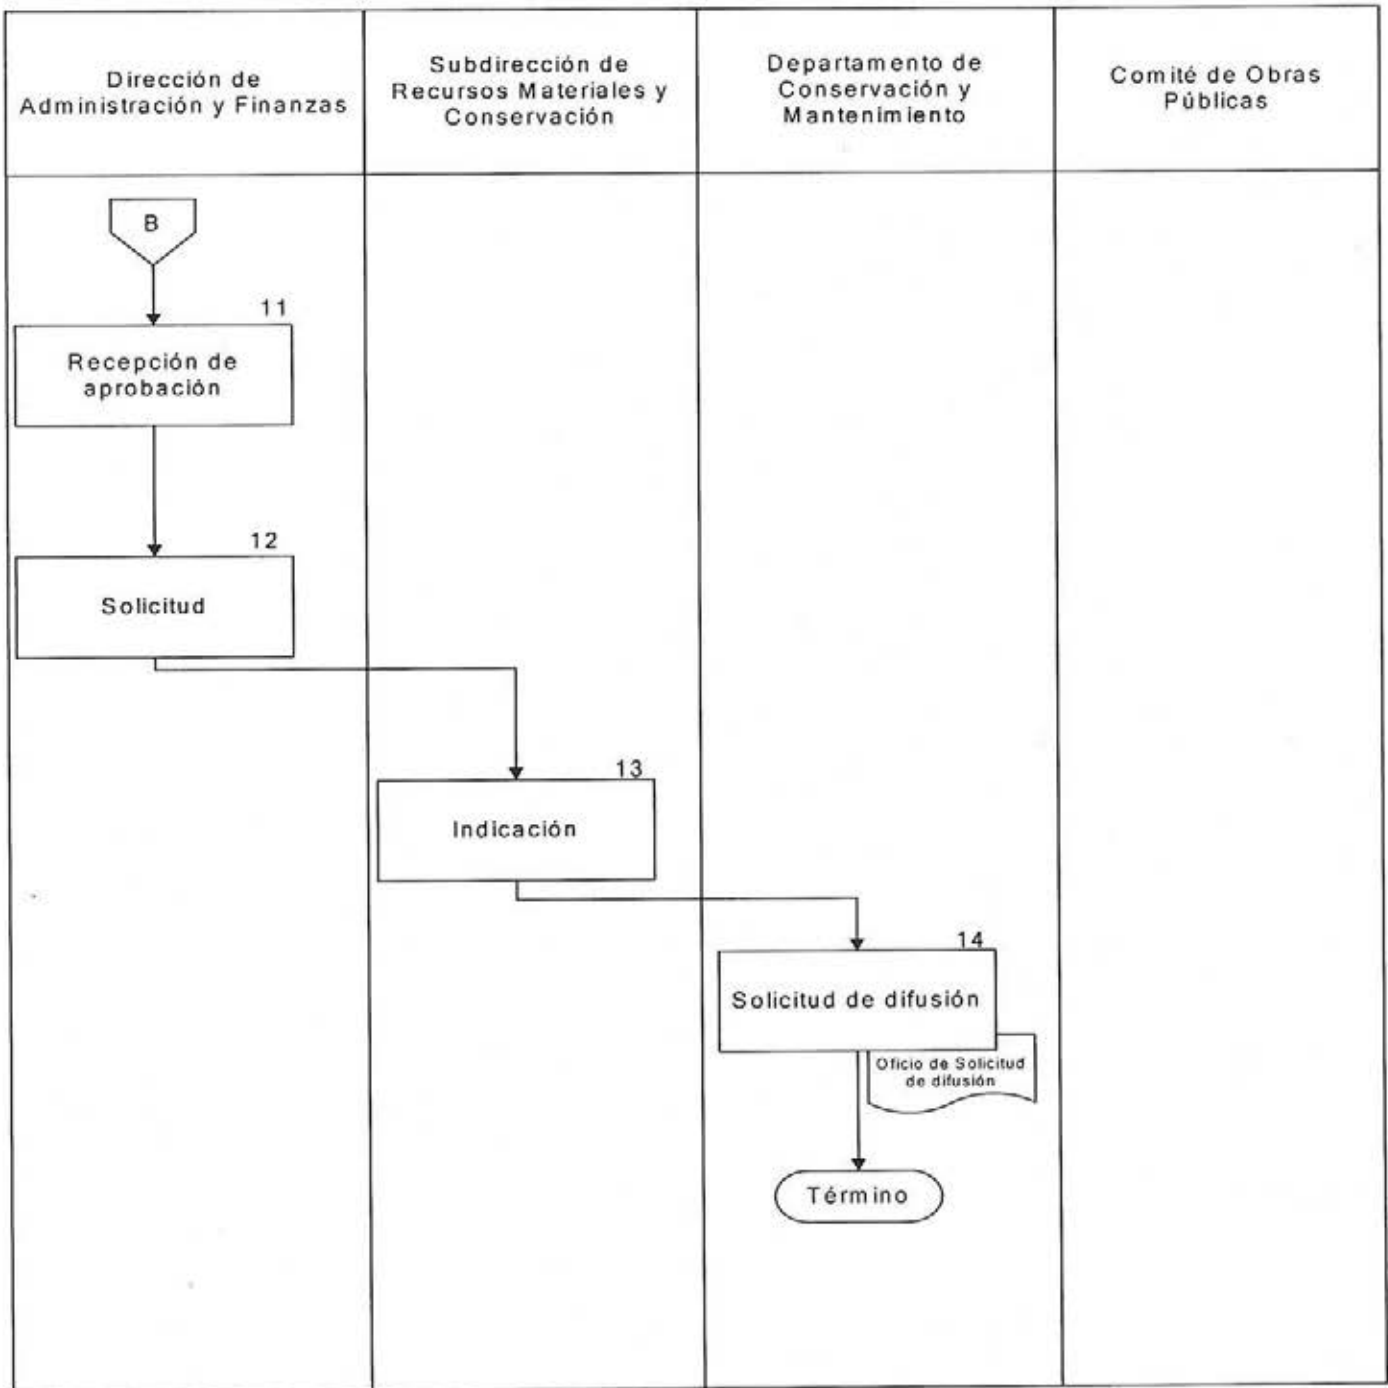 Dirección de
Administración y Finanzas
Subdirección de
Recursos Materiales y
Conservación
Departamento de
Conservación y
Mantenimiento
Comité de Obras
Públicas
B
11
Recepción de
aprobación
12
Solicitud
13
Indicación
14
Solicitud de difusión
Oficio de Solicitud
de difusión
Término